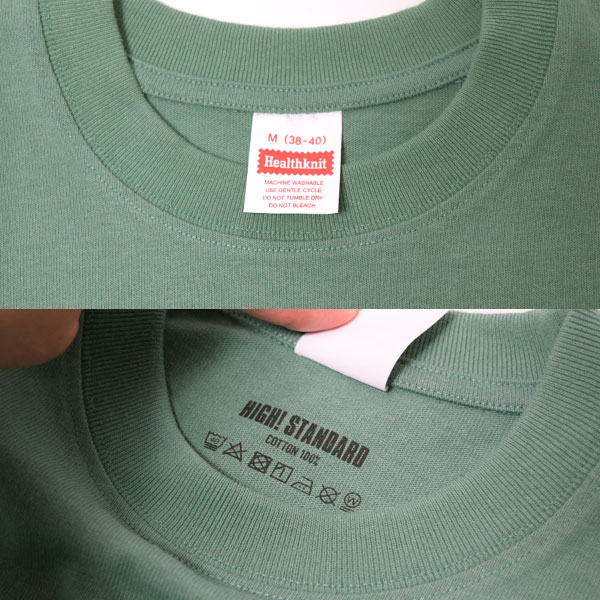 M (38-40)
Healthknit
MACHINE WASHABLE
USE GENTLE CYCLE
DO NOT TUMBLE DRY
DO NOT BLEACH
HIGH! STANDARD
COTTON 100%
40
W